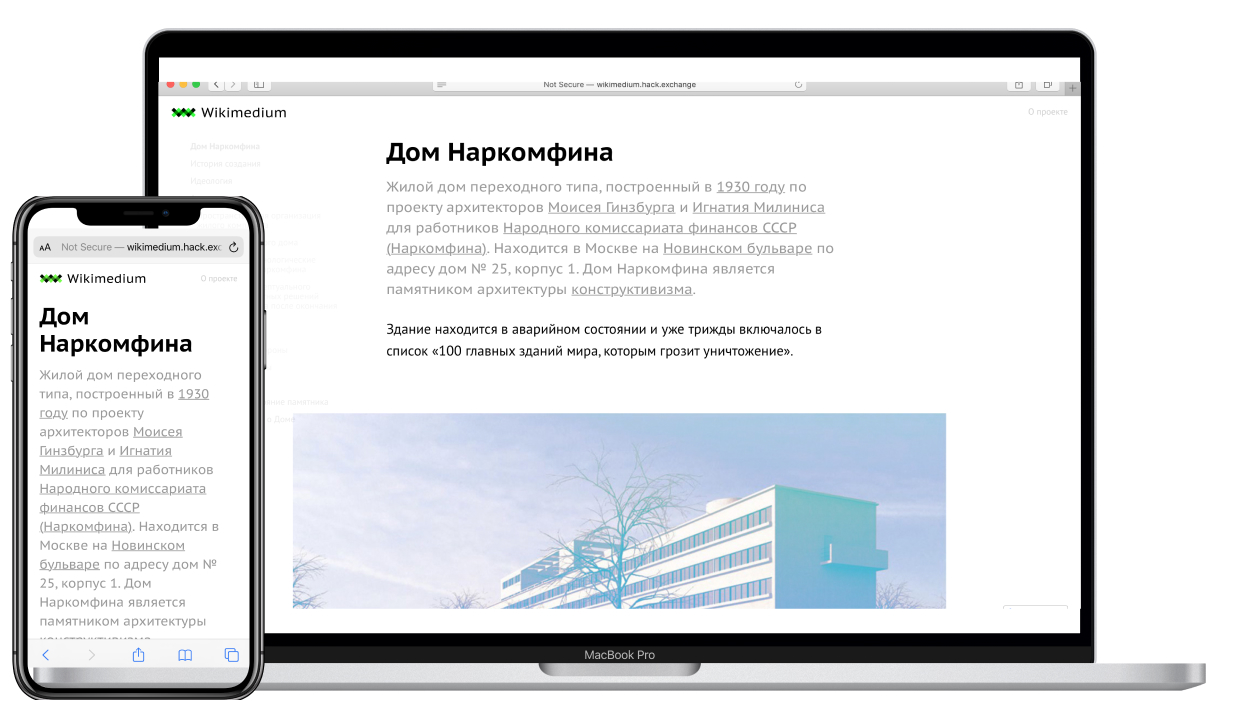 Not Secure — wikimedium.hack.exchange
Wikimedium
О проекте
Дом Наркомфина
История создания
Идеология
Дом Наркомфина
Жилой дом переходного типа, построенный в 1930 году по
проекту архитекторов Моисея Гинзбурга и Игнатия Милиниса
для работников Народного комиссариата финансов СССР
(Наркомфина). Находится в Москве на Новинском бульваре по
адресу дом № 25, корпус 1. Дом Наркомфина является
памятником архитектуры конструктивизма.
Здание находится в аварийном состоянии и уже трижды включалось в
список «100 главных зданий мира, которым грозит уничтожение».
MacBook Pro
AA Not Secure — wikimedium.hack.exc
Wikimedium
О проекте
Дом
Наркомфина
Жилой дом переходного
типа, построенный в 1930
году по проекту
архитекторов Моисея
Гинзбурга и Игнатия
Милиниса для работников
Народного комиссариата
финансов СССР
(Наркомфина). Находится в
Москве на Новинском
бульваре по адресу дом №
25, корпус 1. Дом
Наркомфина является
памятником архитектуры
конструктивизма